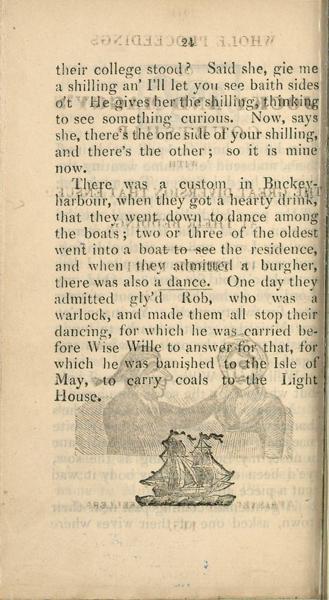 24
their college stood? Said she, gie me
a shilling an' I'll let you see baith sides
o't He gives her the shilling, thinking
to see something curious. Now, says
she, there's the one side of your shilling,
and there's the other; so it is mine
now.
There was a custom in Buckey-
harbour, when they got a hearty drink,
that they went down to dance among
the boats; two or three of the oldest
went into a boat to see the residence,
and when they admitted a burgher,
there was also a dance. One day they
admitted gly'd Rob, who was a
warlock, and made them all stop their
dancing, for which he was carried be-
fore Wise Wille to answer for that, for
which he was banished to the Isle of
May, to carry coals to the Light
House.